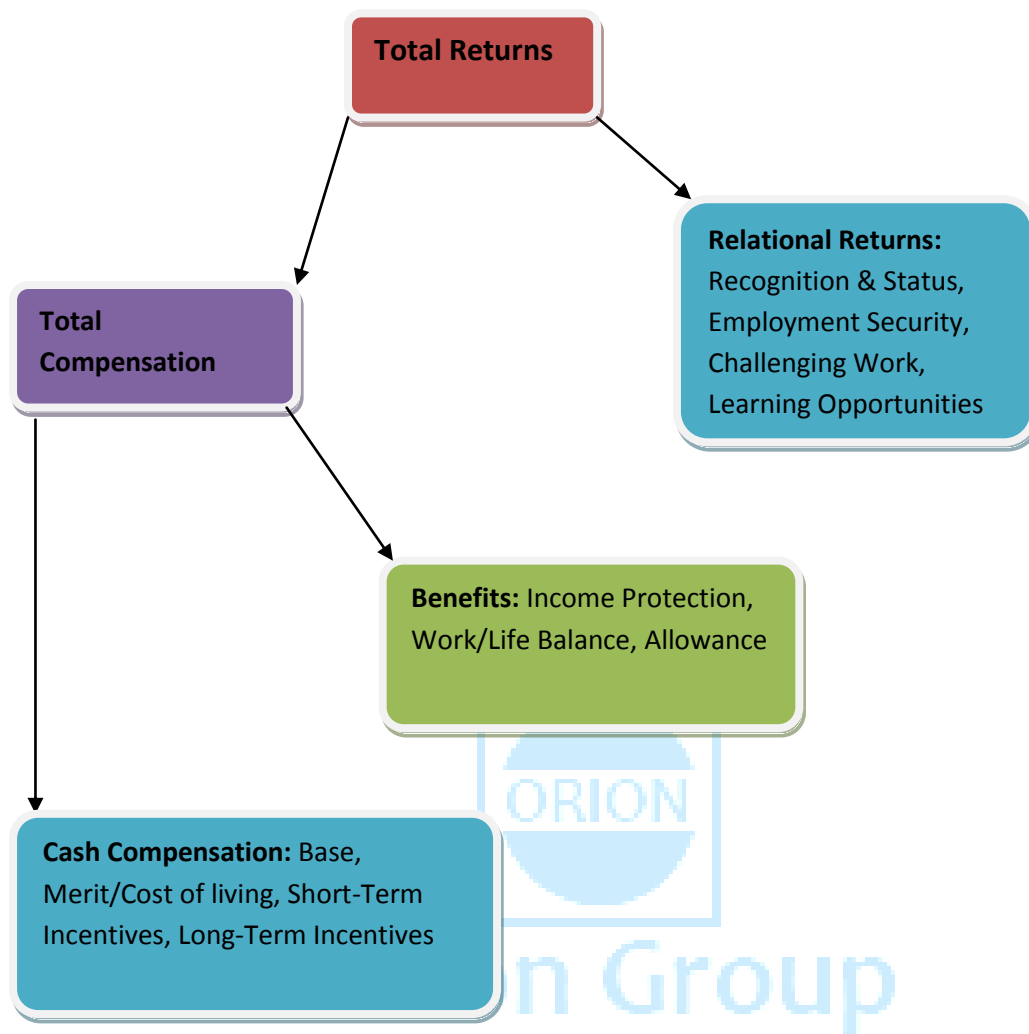 Total Returns
Relational Returns:
Recognition & Status,
Employment Security,
Challenging Work,
Learning Opportunities
Total
Compensation
Benefits: Income Protection,
Work/Life Balance, Allowance
ORION
Cash Compensation: Base,
Merit/Cost of living, Short-Term
Incentives, Long-Term Incentives
Group